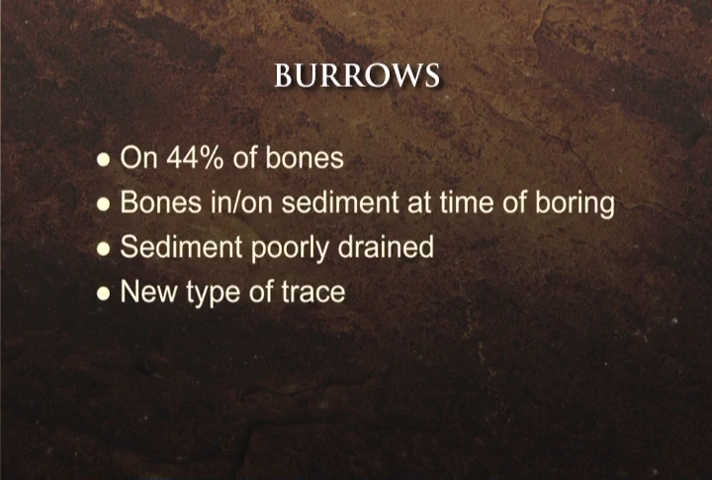 BURROWS
● On 44% of bones
● Bones in/on sediment at time of boring
● Sediment poorly drained
● New type of trace